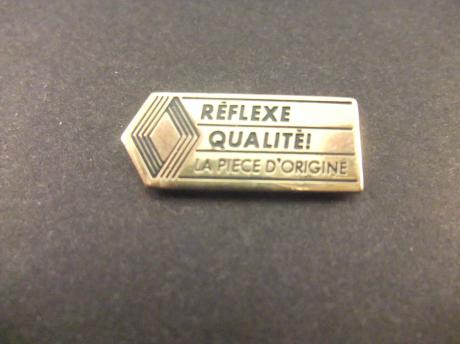 RÉFLEXE
QUALITÉ!
LA PIECE D'ORIGINE